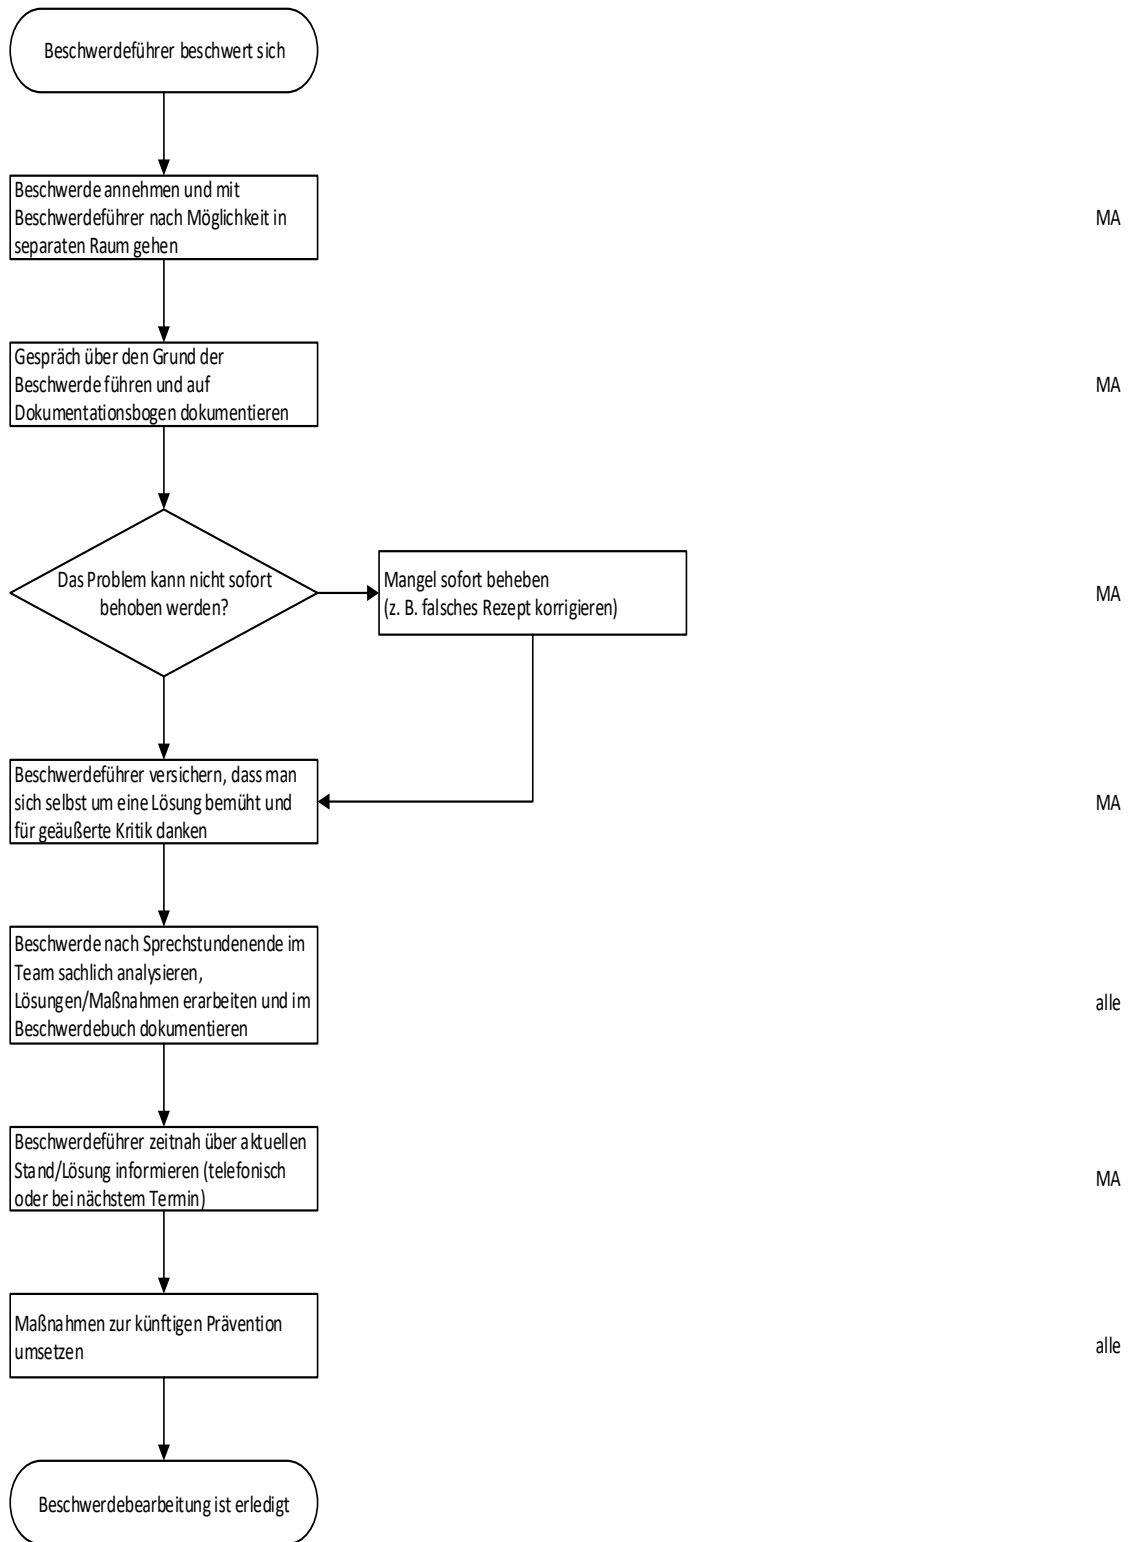 Beschwerdeführer beschwert sich
Beschwerde annehmen und mit
Beschwerdeführer nach Möglichkeit in
separaten Raum gehen
MA
Gespräch über den Grund der
Beschwerde führen und auf
Dokumentationsbogen dokumentieren
MA
Das Problem kann nicht sofort
behoben werden?
Mangel sofort beheben
(z. B. falsches Rezept korrigieren)
MA
Beschwerdeführer versichern, dass man
sich selbst um eine Lösung bemüht und
für geäußerte Kritik danken
MA
Beschwerde nach Sprechstundenende im
Team sachlich analysieren,
Lösungen/Maßnahmen erarbeiten und im
Beschwerdebuch dokumentieren
alle
Beschwerdeführer zeitnah über aktuellen
Stand/Lösung informieren (telefonisch
oder bei nächstem Termin)
MA
Maßnahmen zur künftigen Prävention
umsetzen
alle
Beschwerdebearbeitung ist erledigt